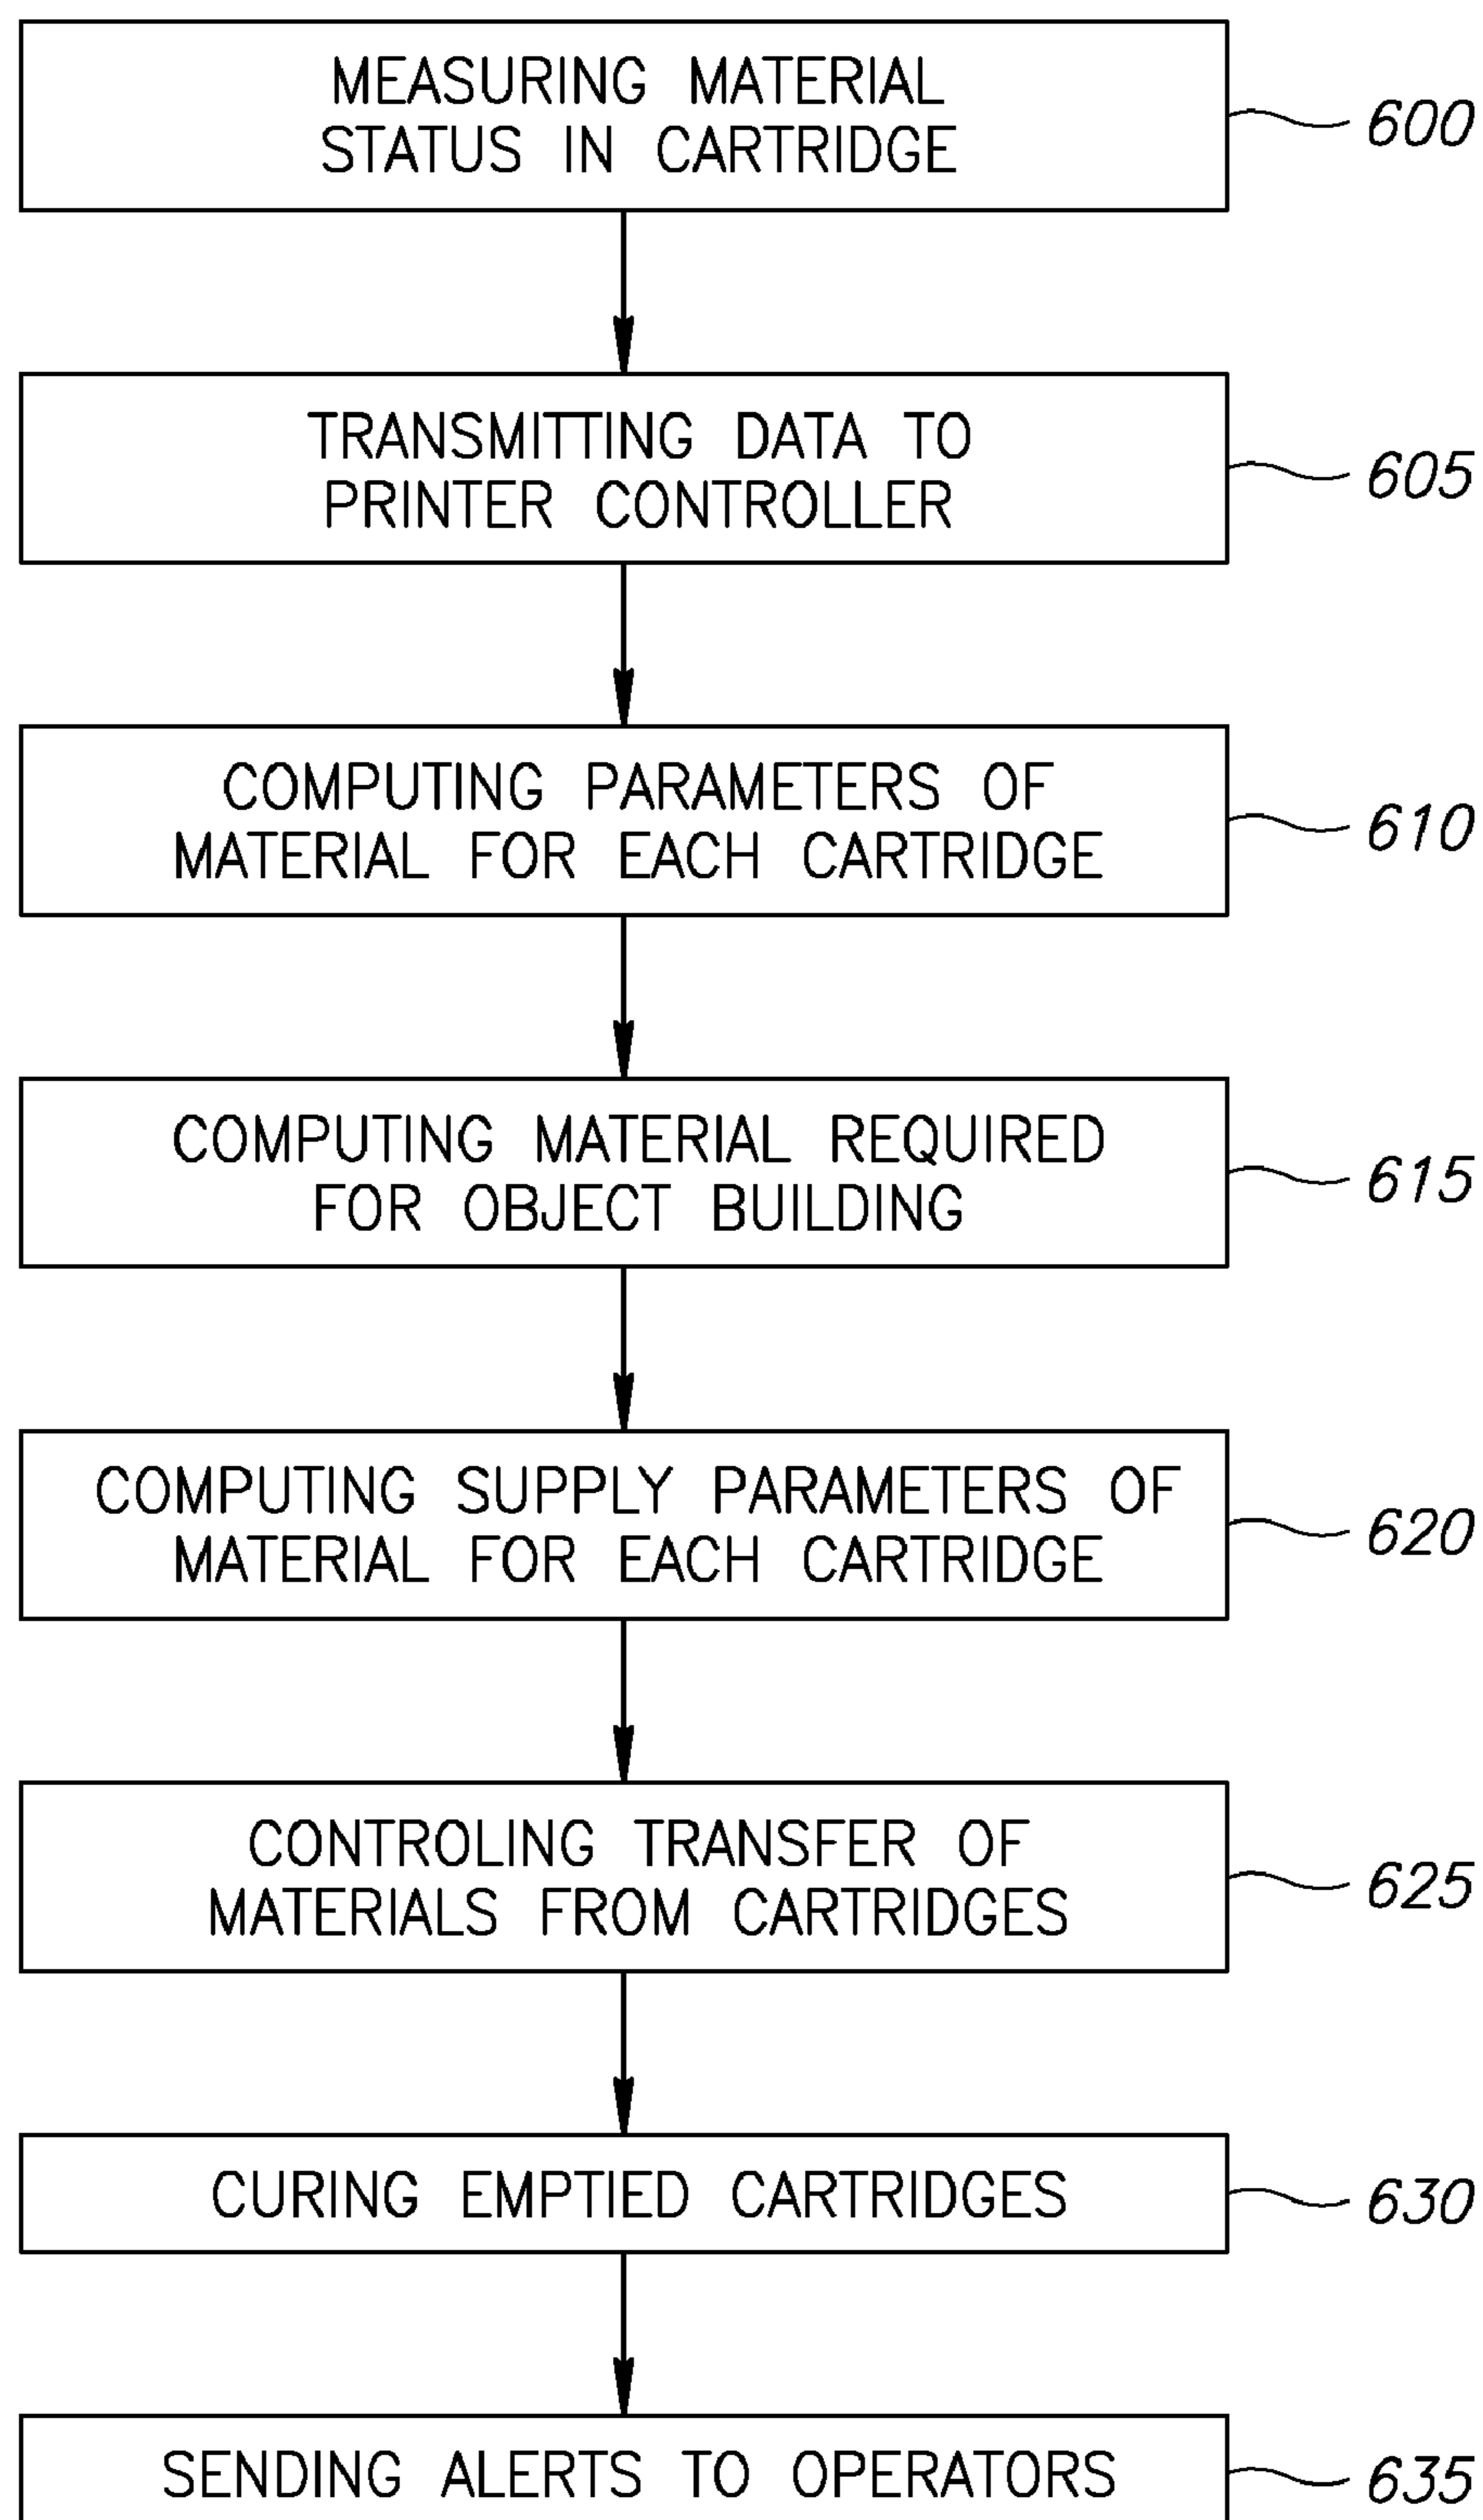 MEASURING MATERIAL
STATUS IN CARTRIDGE
600
TRANSMITTING DATA TO
PRINTER CONTROLLER
605
COMPUTING PARAMETERS OF
MATERIAL FOR EACH CARTRIDGE
610
COMPUTING MATERIAL REQUIRED
FOR OBJECT BUILDING
615
COMPUTING SUPPLY PARAMETERS OF
MATERIAL FOR EACH CARTRIDGE
620
CONTROLING TRANSFER OF
MATERIALS FROM CARTRIDGES
625
CURING EMPTIED CARTRIDGES
630
SENDING ALERTS TO OPERATORS
635